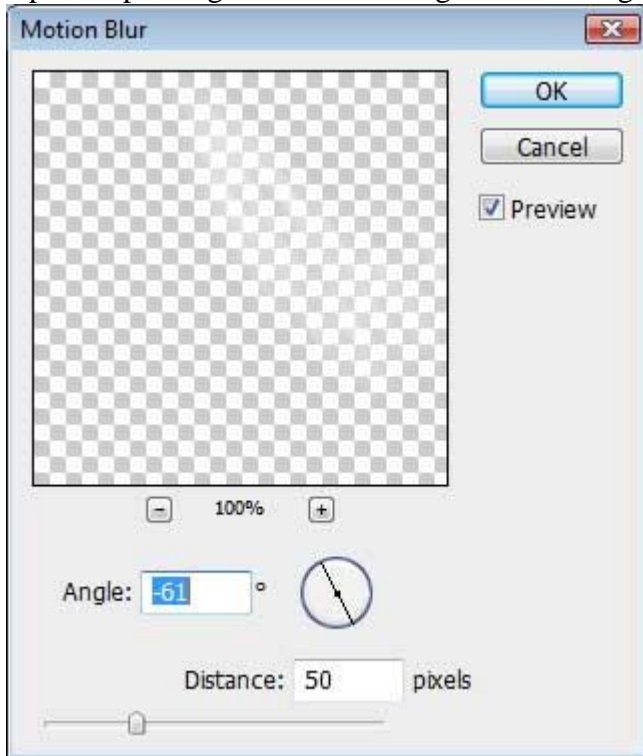 Motion Blur
OK
Cancel
Preview
100%
Angle: -61 °
Distance: 50 pixels